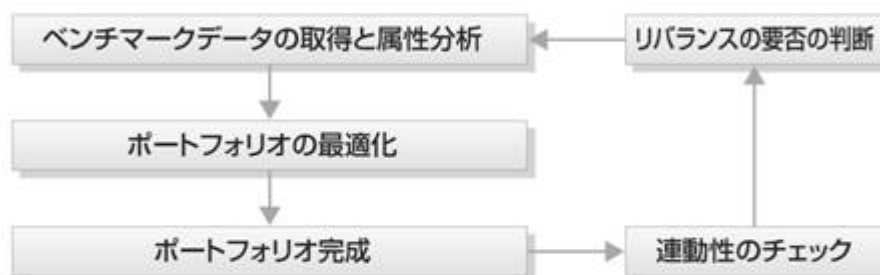 ベンチマークデータの取得と属性分析
リバランスの要否の判断
ポートフォリオの最適化
ポートフォリオ完成
連動性のチェック